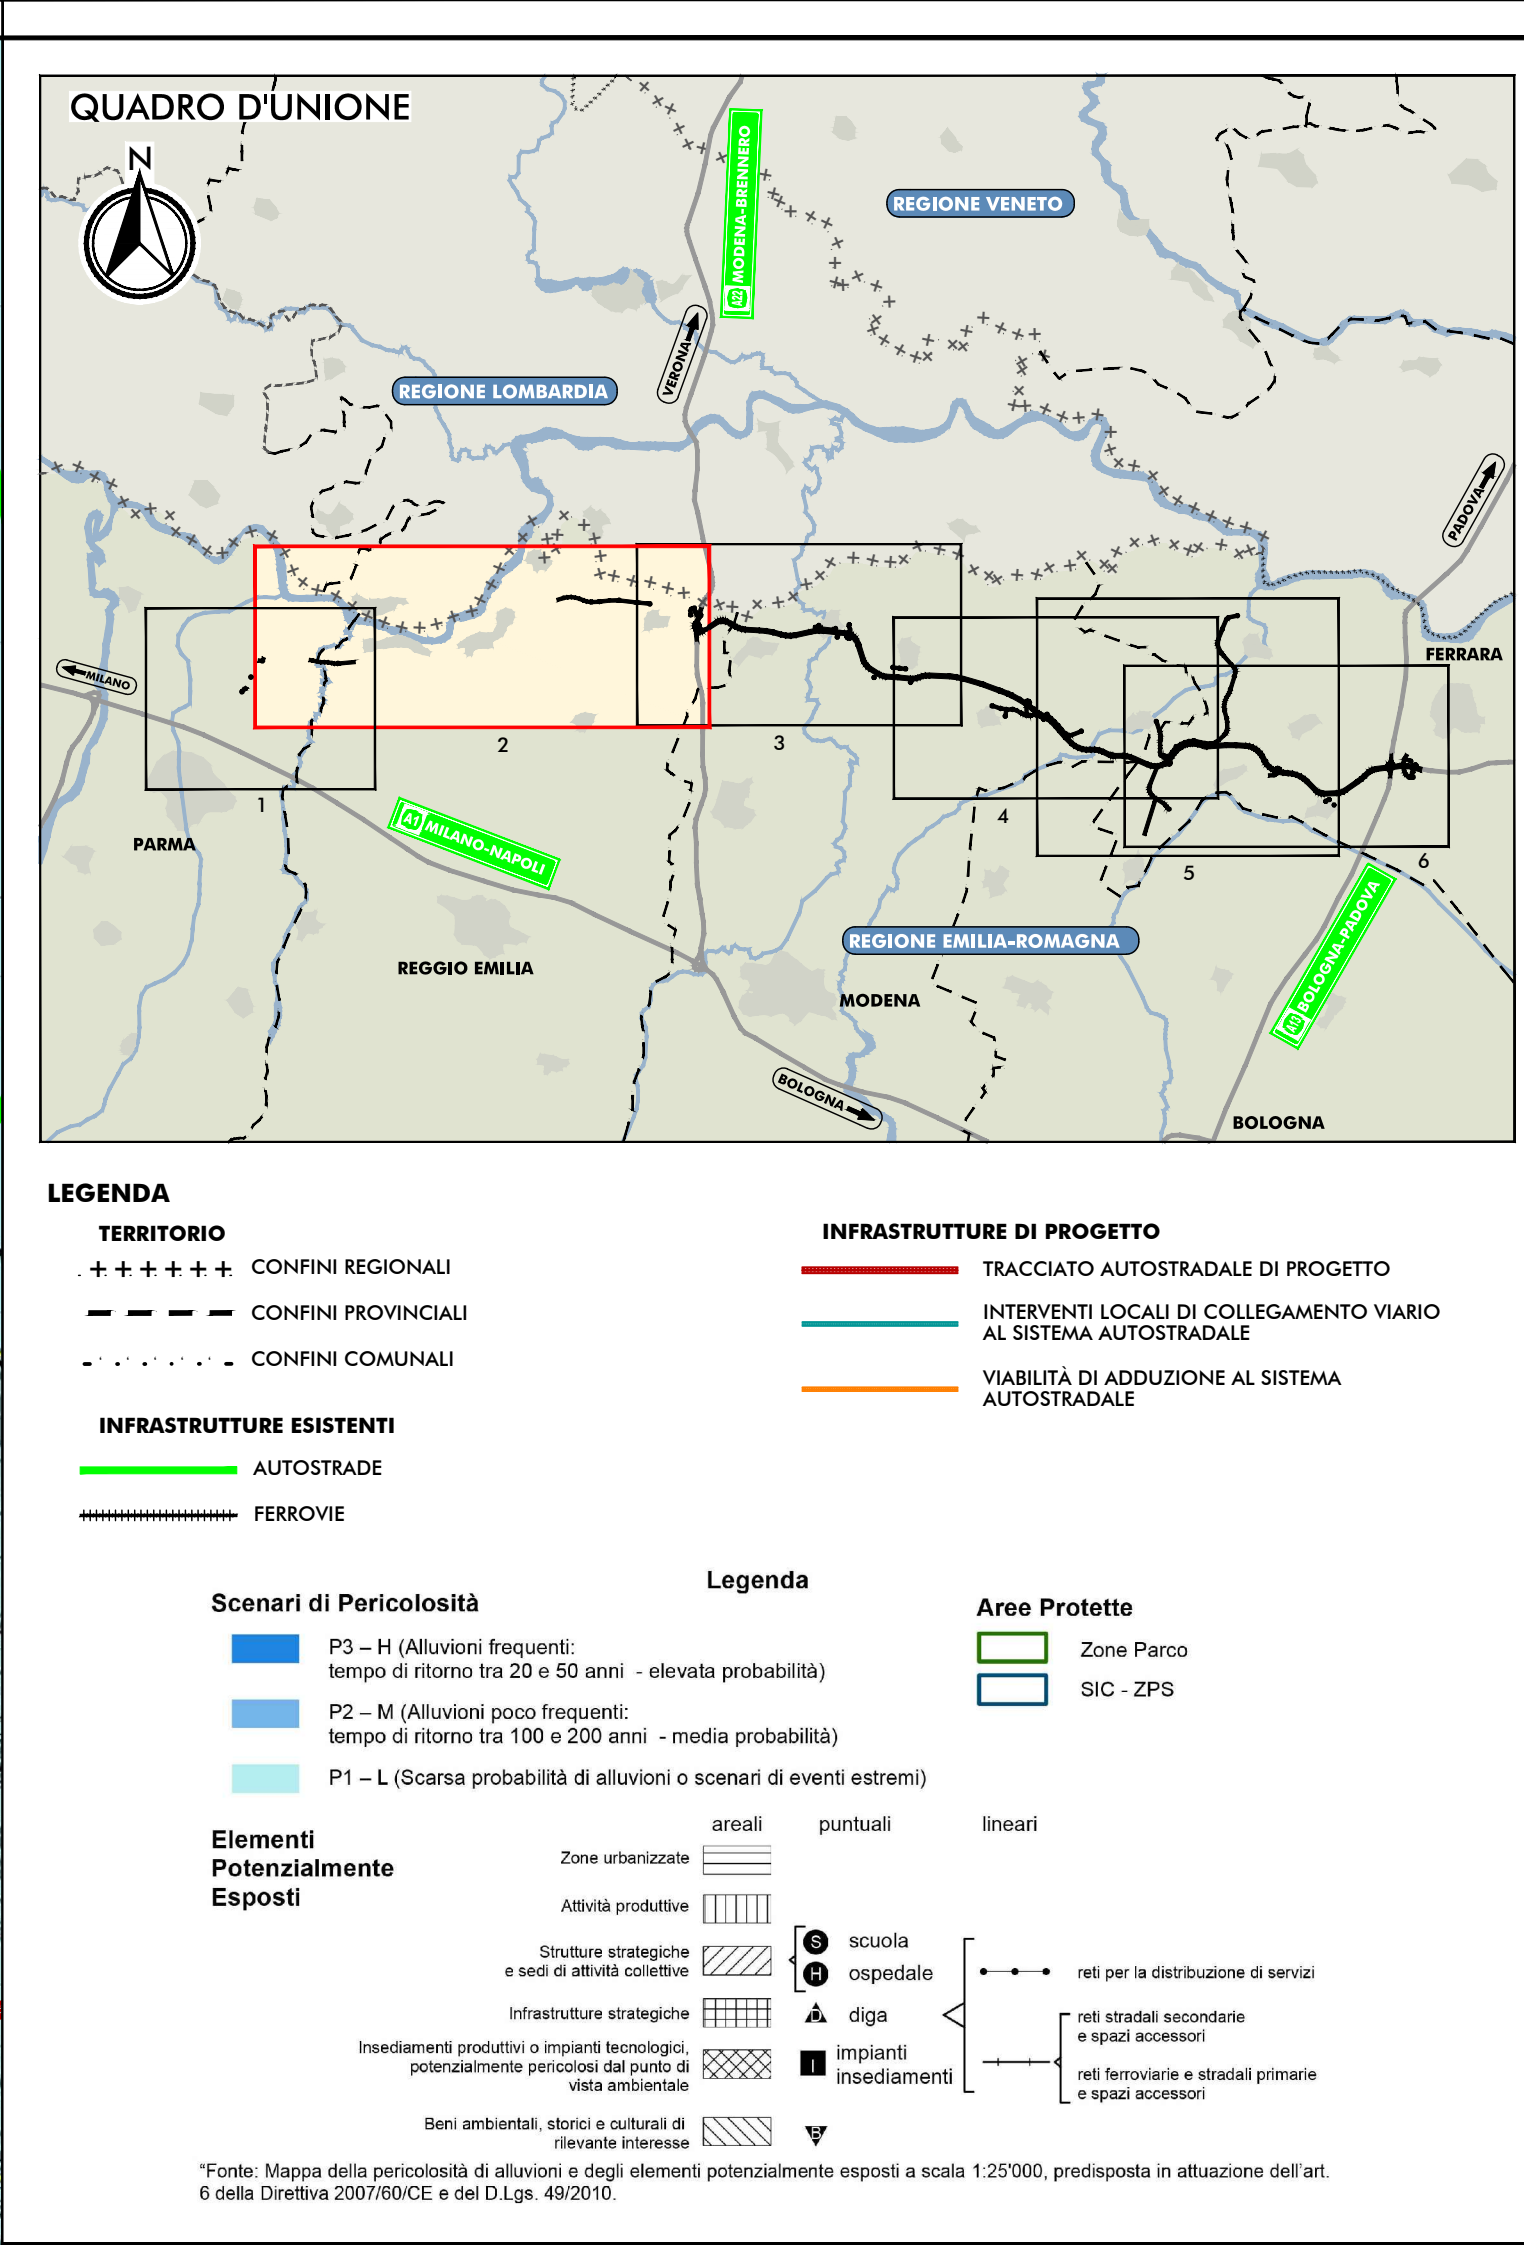 QUADRO D'UNIONE
N
A22 MODENA-BRENNERO
REGIONE VENETO
VERONA
REGIONE LOMBARDIA
PADOVA
MILANO
FERRARA
1
2
3
4
5
6
PARMA
A1 MILANO-NAPOLI
REGGIO EMILIA
REGIONE EMILIA-ROMAGNA
MODENA
A13 BOLOGNA-PADOVA
BOLOGNA
BOLOGNA
LEGENDA
TERRITORIO
CONFINI REGIONALI
CONFINI PROVINCIALI
CONFINI COMUNALI
INFRASTRUTTURE ESISTENTI
AUTOSTRADE
FERROVIE
INFRASTRUTTURE DI PROGETTO
TRACCIATO AUTOSTRADALE DI PROGETTO
INTERVENTI LOCALI DI COLLEGAMENTO VIARIO
AL SISTEMA AUTOSTRADALE
VIABILITÀ DI ADDUZIONE AL SISTEMA
AUTOSTRADALE
Legenda
Scenari di Pericolosità
P3 – H (Alluvioni frequenti:
tempo di ritorno tra 20 e 50 anni - elevata probabilità)
P2 – M (Alluvioni poco frequenti:
tempo di ritorno tra 100 e 200 anni - media probabilità)
P1 – L (Scarsa probabilità di alluvioni o scenari di eventi estremi)
Aree Protette
Zone Parco
SIC - ZPS
Elementi
Potenzialmente
Esposti
areali puntuali lineari
Zone urbanizzate
Attività produttive
Strutture strategiche
e sedi di attività collettive
Infrastrutture strategiche
Insediamenti produttivi o impianti tecnologici,
potenzialmente pericolosi dal punto di
vista ambientale
Beni ambientali, storici e culturali di
rilevante interesse
S scuola
H ospedale
D diga
I impianti
insediamenti
B
reti per la distribuzione di servizi
reti stradali secondarie
e spazi accessori
reti ferroviarie e stradali primarie
e spazi accessori
“Fonte: Mappa della pericolosità di alluvioni e degli elementi potenzialmente esposti a scala 1:25'000, predisposta in attuazione dell'art.
6 della Direttiva 2007/60/CE e del D.Lgs. 49/2010.